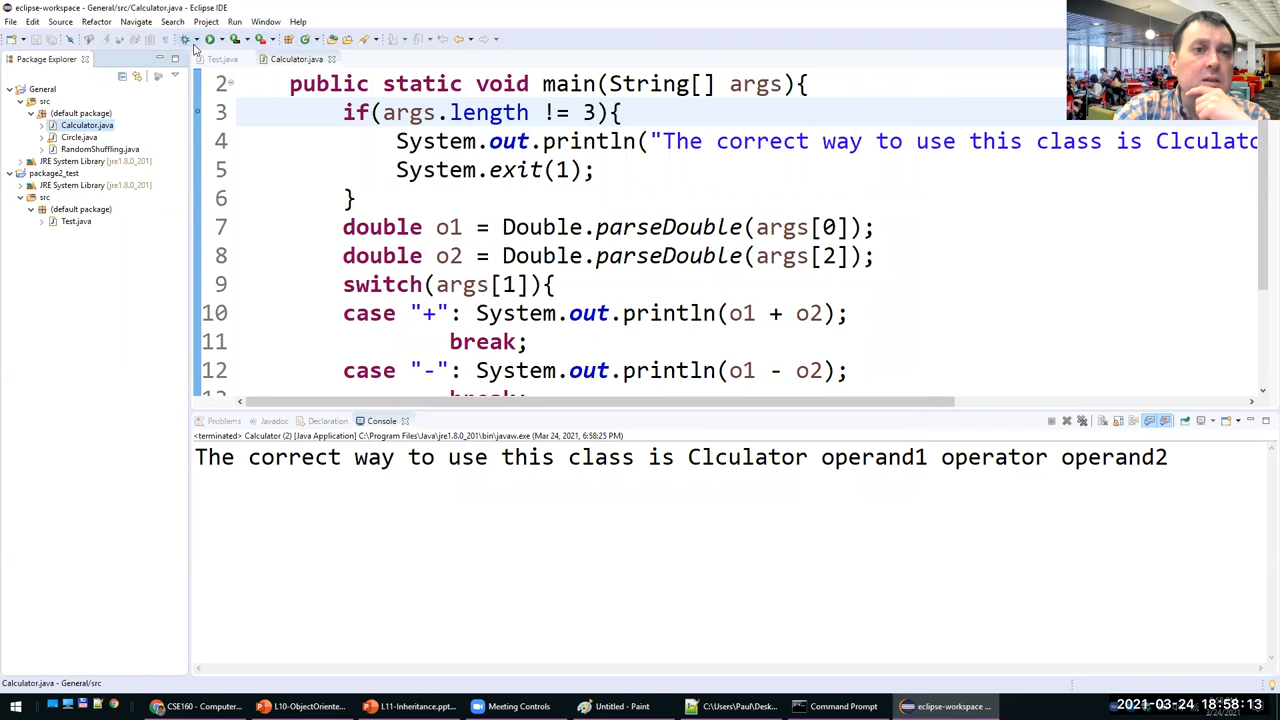 eclipse-workspace - General/src/Calculator.java - Eclipse IDE
File Edit Source Refactor Navigate Search Project Run Window Help
Package Explorer
Test.java
Calculator.java
General
src
(default package)
Calculator.java
Circle.java
RandomShuffling.java
JRE System Library [jre1.8.0_201]
package2_test
JRE System Library [jre1.8.0_201]
src
(default package)
Test.java
2 public static void main(String[] args){
3 if(args.length != 3){
4 System.out.println("The correct way to use this class is Clculato
5 System.exit(1);
6 }
7 double o1 = Double.parseDouble(args[0]);
8 double o2 = Double.parseDouble(args[2]);
9 switch(args[1]){
10 case "+": System.out.println(o1 + o2);
11 break;
12 case "-": System.out.println(o1 - o2);
13 break;
Problems Javadoc Declaration Console
<terminated> Calculator (2) [Java Application] C:\Program Files\Java\jre1.8.0_201\bin\javaw.exe (Mar 24, 2021, 6:58:25 PM)
The correct way to use this class is Clculator operand1 operator operand2
Calculator.java - General/src
CSE160 - Computer... L10-ObjectOriente... L11-Inheritance.ppt... Meeting Controls Untitled - Paint C:\Users\Paul\Desk... Command Prompt eclipse-workspace ...
2021-03-24 18:58:13